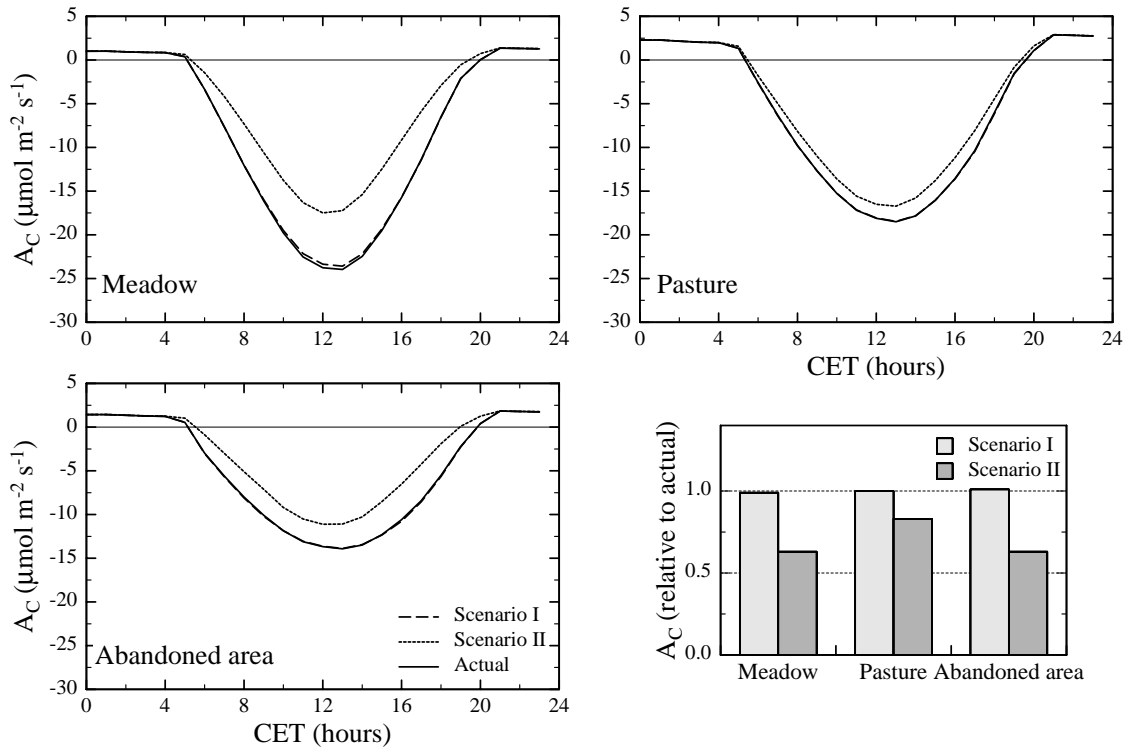 5
0
-5
-10
-15
-20
-25
-30
A_C (µmol m⁻² s⁻¹)
Meadow
0 4 8 12 16 20 24
5
0
-5
-10
-15
-20
-25
-30
Pasture
0 4 8 12 16 20 24
CET (hours)
5
0
-5
-10
-15
-20
-25
-30
A_C (µmol m⁻² s⁻¹)
Scenario I
Scenario II
Actual
Abandoned area
0 4 8 12 16 20 24
CET (hours)
A_C (relative to actual)
1.0
0.5
0.0
Scenario I
Scenario II
Meadow Pasture Abandoned area